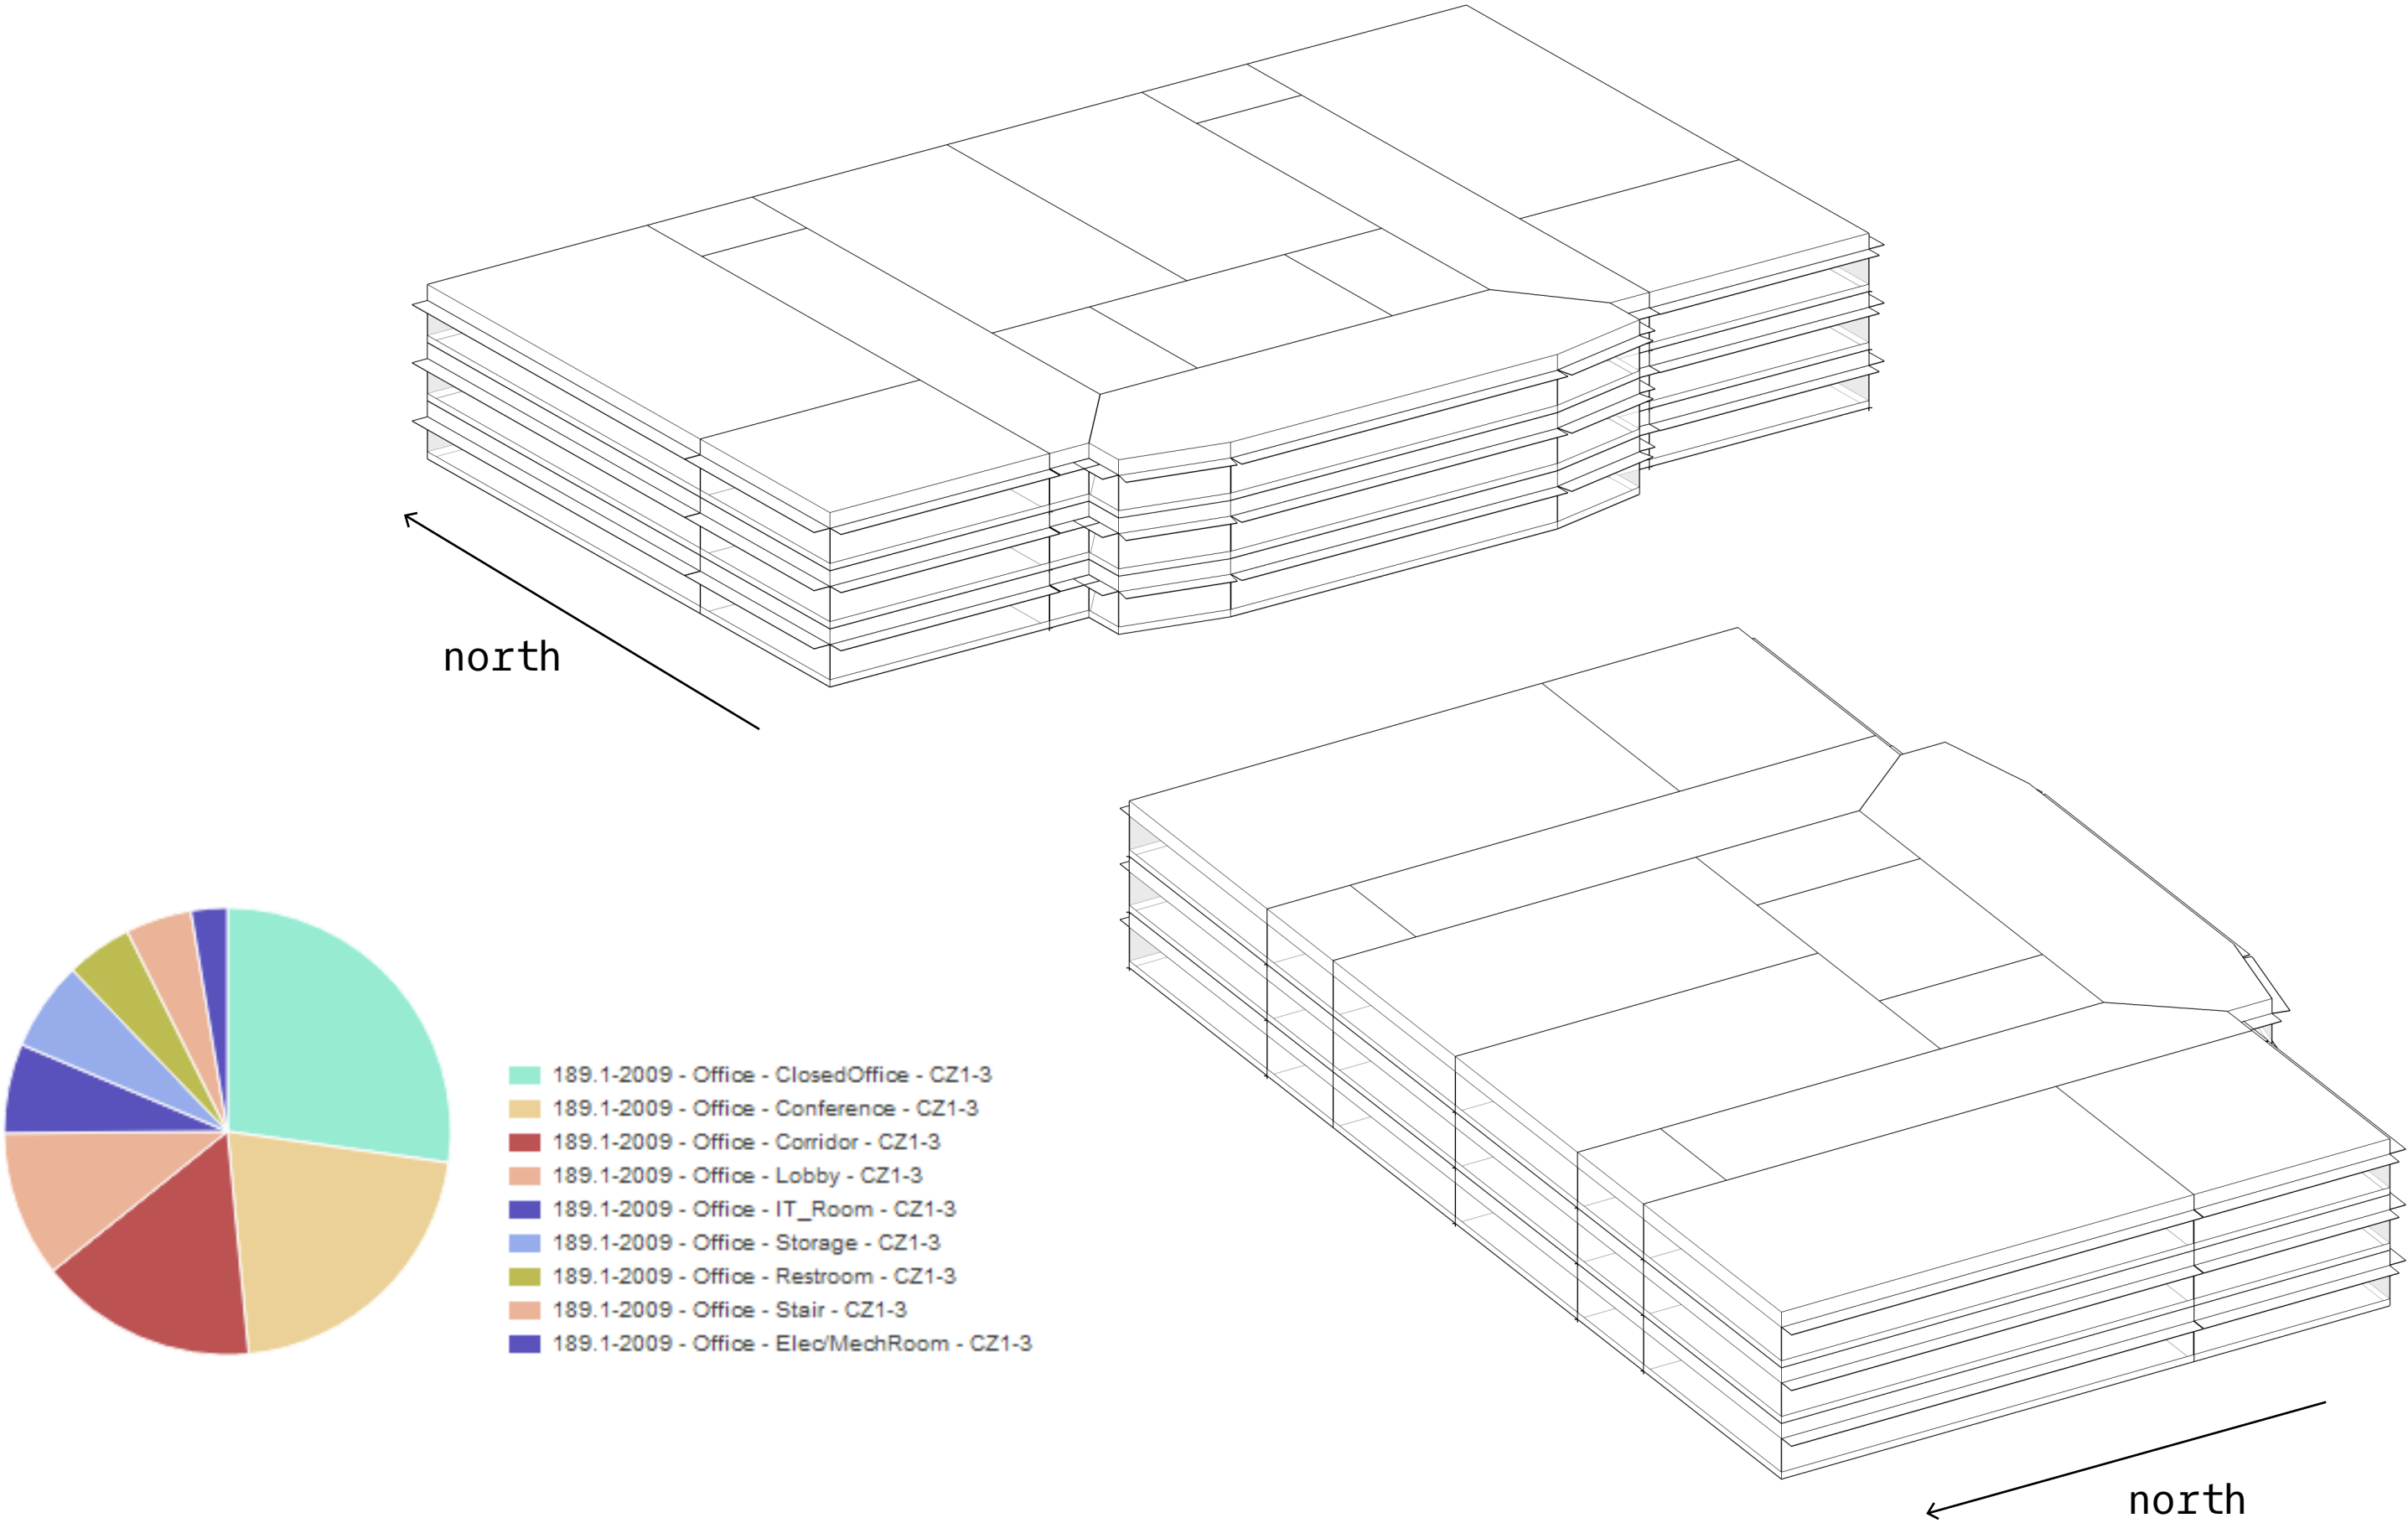 north
189.1-2009 - Office - ClosedOffice - CZ1-3
189.1-2009 - Office - Conference - CZ1-3
189.1-2009 - Office - Corridor - CZ1-3
189.1-2009 - Office - Lobby - CZ1-3
189.1-2009 - Office - IT_Room - CZ1-3
189.1-2009 - Office - Storage - CZ1-3
189.1-2009 - Office - Restroom - CZ1-3
189.1-2009 - Office - Stair - CZ1-3
189.1-2009 - Office - Elec/MechRoom - CZ1-3
north